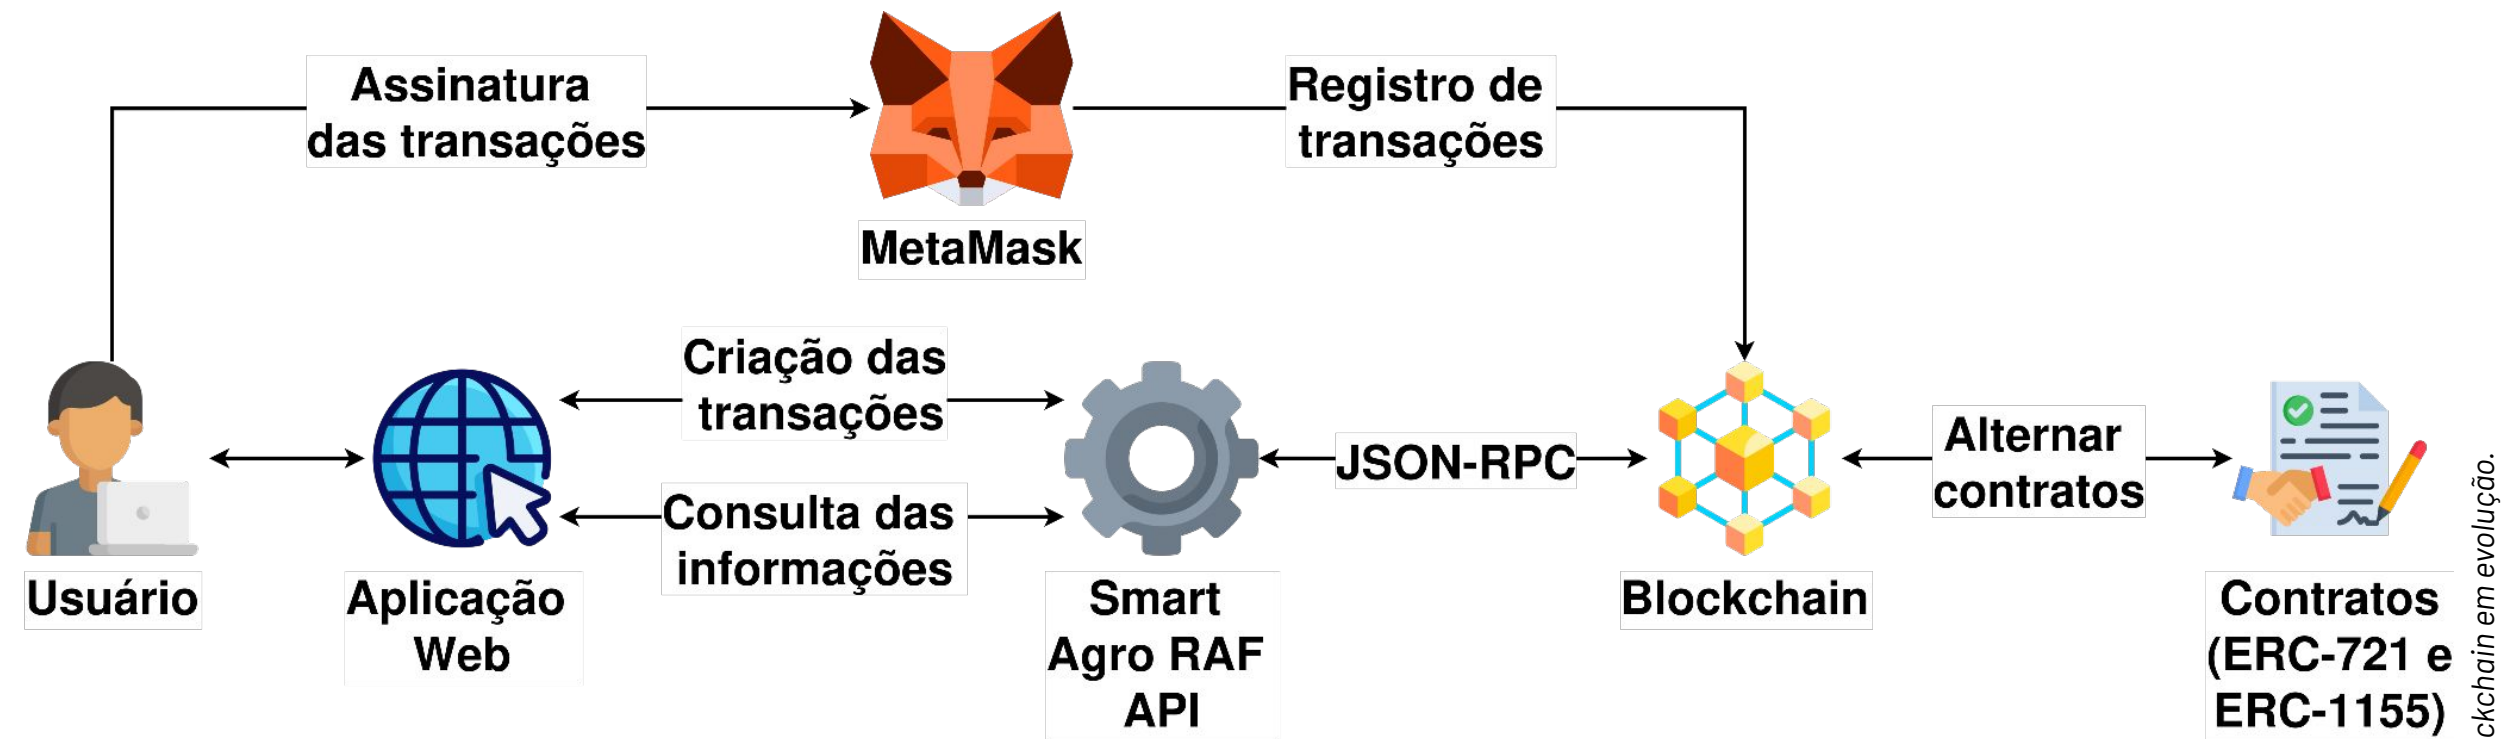 Assinatura
das transações
Registro de
transações
MetaMask
Criação das
transações
Consulta das
informações
JSON-RPC
Alternar
contratos
Usuário
Aplicação
Web
Smart
Agro RAF
API
Blockchain
Contratos
(ERC-721 e
ERC-1155)
ckchain em evolução.